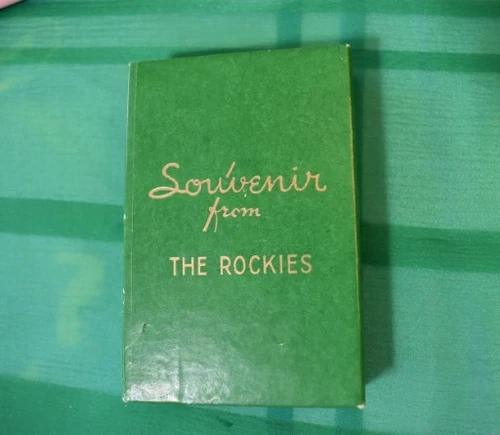 Souvenir
from
THE ROCKIES